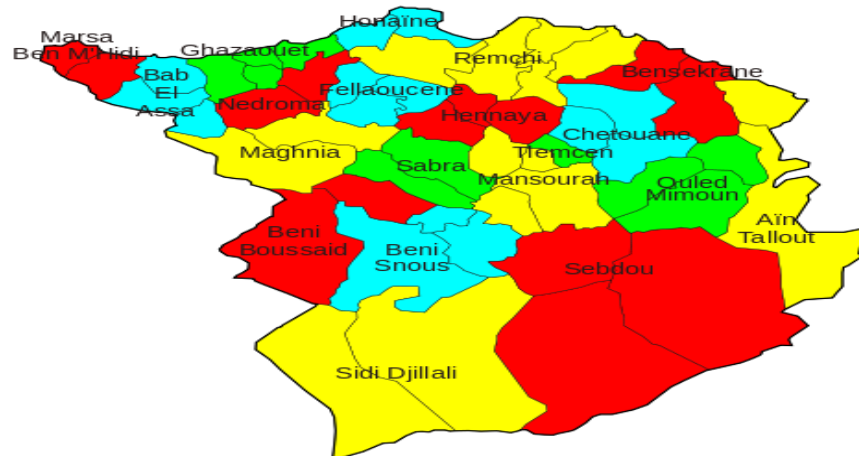 Honaïne
Marsa
Ben M'Hidi
Ghazaouet
Remchi
Bab
El
Assa
Bensekrane
Nedroma
Fellaoucene
Hennaya
Chetouane
Maghnia
Sabra
Tlemcen
Mansourah
Ouled
Mimoun
Aïn
Tallout
Beni
Boussaid
Beni
Snous
Sebdou
Sidi Djillali